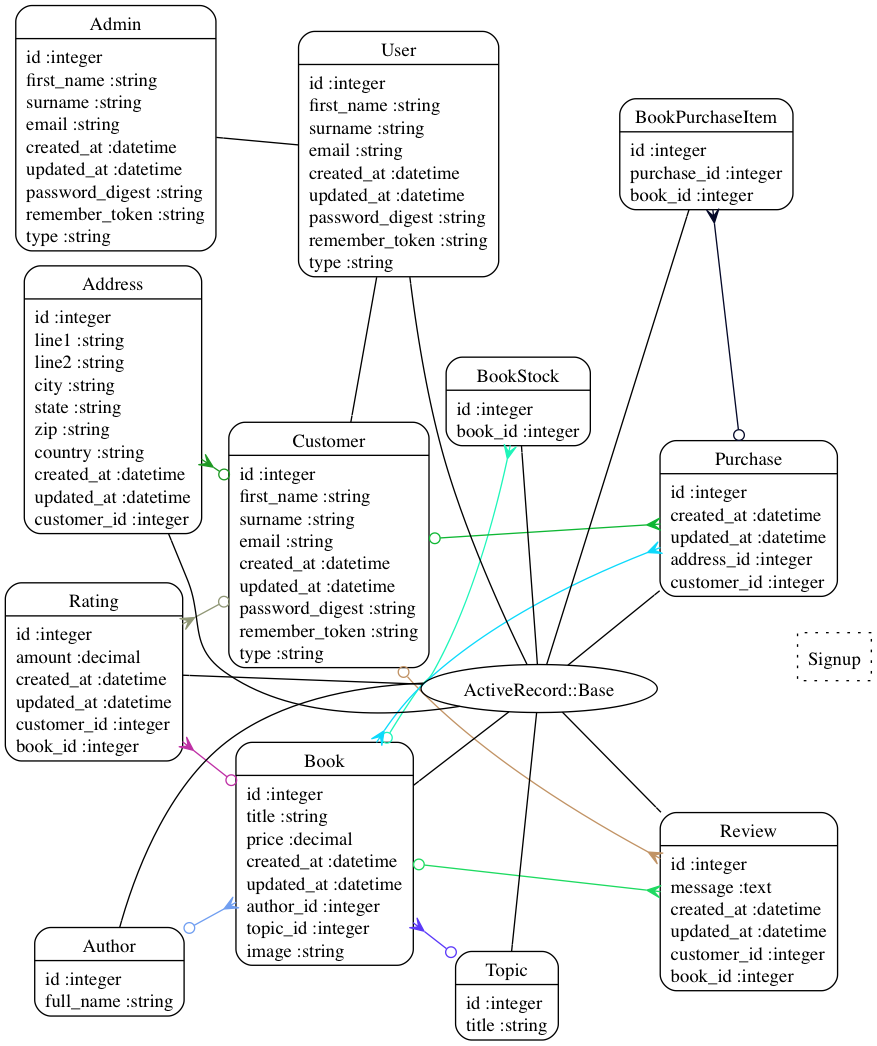 Admin
id :integer
first_name :string
surname :string
email :string
created_at :datetime
updated_at :datetime
password_digest :string
remember_token :string
type :string
User
id :integer
first_name :string
surname :string
email :string
created_at :datetime
updated_at :datetime
password_digest :string
remember_token :string
type :string
BookPurchaseItem
id :integer
purchase_id :integer
book_id :integer
Address
id :integer
line1 :string
line2 :string
city :string
state :string
zip :string
country :string
created_at :datetime
updated_at :datetime
customer_id :integer
BookStock
id :integer
book_id :integer
Customer
id :integer
first_name :string
surname :string
email :string
created_at :datetime
updated_at :datetime
password_digest :string
remember_token :string
type :string
Purchase
id :integer
created_at :datetime
updated_at :datetime
address_id :integer
customer_id :integer
Rating
id :integer
amount :decimal
created_at :datetime
updated_at :datetime
customer_id :integer
book_id :integer
Signup
ActiveRecord::Base
Book
id :integer
title :string
price :decimal
created_at :datetime
updated_at :datetime
author_id :integer
topic_id :integer
image :string
Review
id :integer
message :text
created_at :datetime
updated_at :datetime
customer_id :integer
book_id :integer
Author
id :integer
full_name :string
Topic
id :integer
title :string